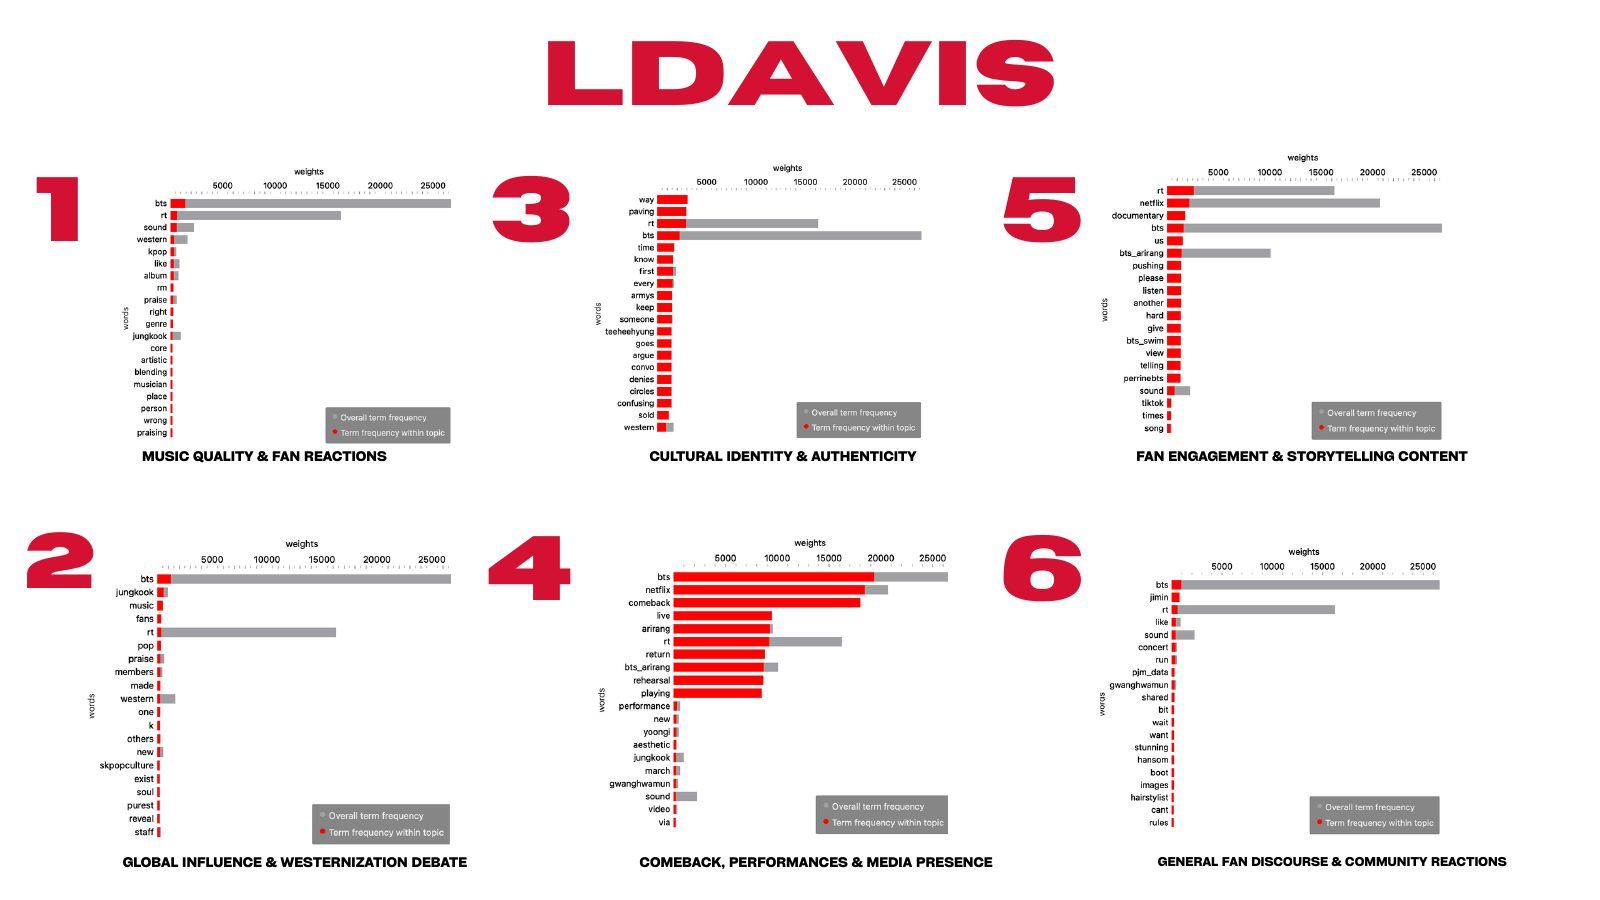 LDAVIS
1
weights
5000 10000 15000 20000 25000
words
bts
rt
sound
western
kpop
like
album
rm
praise
right
genre
jungkook
core
artistic
blending
musician
place
person
wrong
praising
Overall term frequency
Term frequency within topic
MUSIC QUALITY & FAN REACTIONS
3
weights
5000 10000 15000 20000 25000
words
way
paving
rt
bts
time
know
first
every
armys
keep
someone
teeheehyung
goes
argue
convo
denies
circles
confusing
sold
western
Overall term frequency
Term frequency within topic
CULTURAL IDENTITY & AUTHENTICITY
5
weights
5000 10000 15000 20000 25000
words
rt
netflix
documentary
bts
us
bts_arirang
pushing
please
listen
another
hard
give
bts_swim
view
telling
perrinebts
sound
tiktok
times
song
Overall term frequency
Term frequency within topic
FAN ENGAGEMENT & STORYTELLING CONTENT
2
weights
5000 10000 15000 20000 25000
words
bts
jungkook
music
fans
rt
pop
praise
members
made
western
one
k
others
new
skpopculture
exist
soul
purest
reveal
staff
Overall term frequency
Term frequency within topic
GLOBAL INFLUENCE & WESTERNIZATION DEBATE
4
weights
5000 10000 15000 20000 25000
words
bts
netflix
comeback
live
arirang
rt
return
bts_arirang
rehearsal
playing
performance
new
yoongi
aesthetic
jungkook
march
gwanghwamun
sound
video
via
Overall term frequency
Term frequency within topic
COMEBACK, PERFORMANCES & MEDIA PRESENCE
6
weights
5000 10000 15000 20000 25000
words
bts
jimin
rt
like
sound
concert
run
pjm_data
gwanghwamun
shared
bit
wait
want
stunning
hansom
boot
images
hairstylist
cant
rules
Overall term frequency
Term frequency within topic
GENERAL FAN DISCOURSE & COMMUNITY REACTIONS